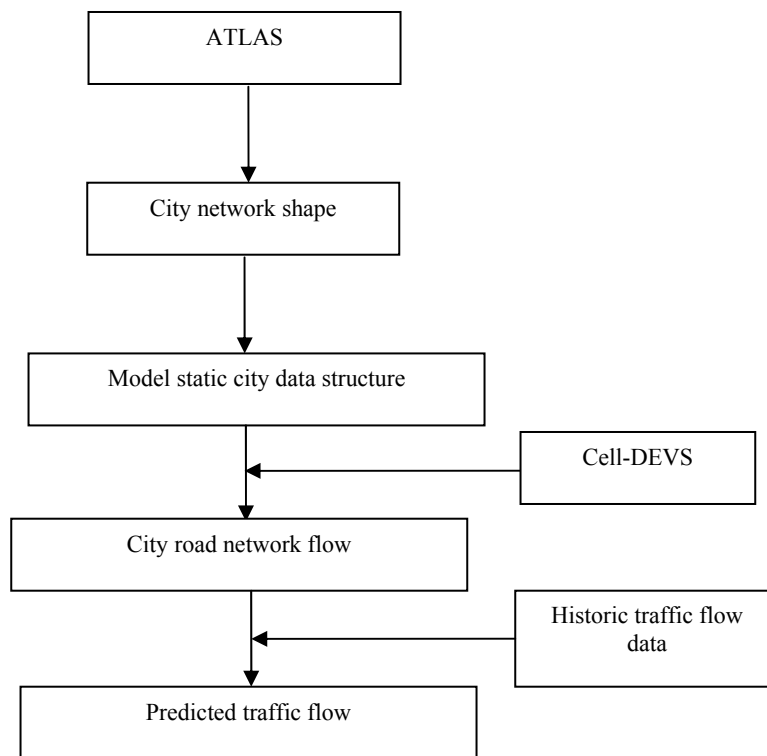 ATLAS
City network shape
Model static city data structure
Cell-DEVS
City road network flow
Historic traffic flow
data
Predicted traffic flow